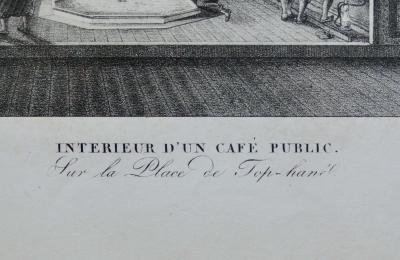 INTERIEUR D'UN CAFÉ PUBLIC.
Sur la Place de Top-hané